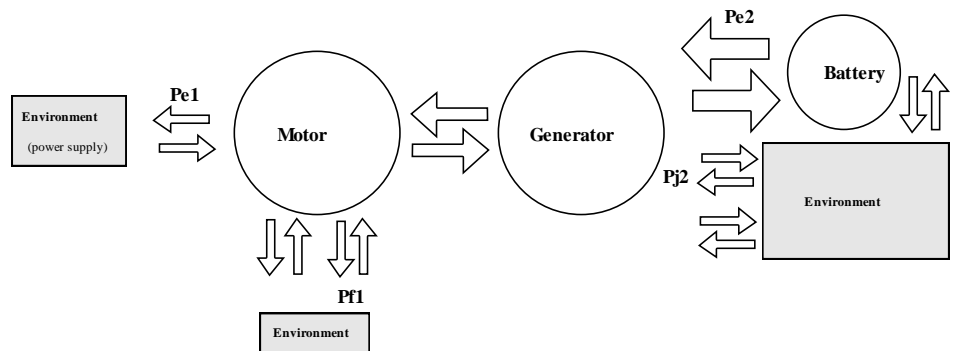 Pe2
Battery
Pe1
Environment
(power supply)
Motor
Generator
Pj2
Environment
Pf1
Environment